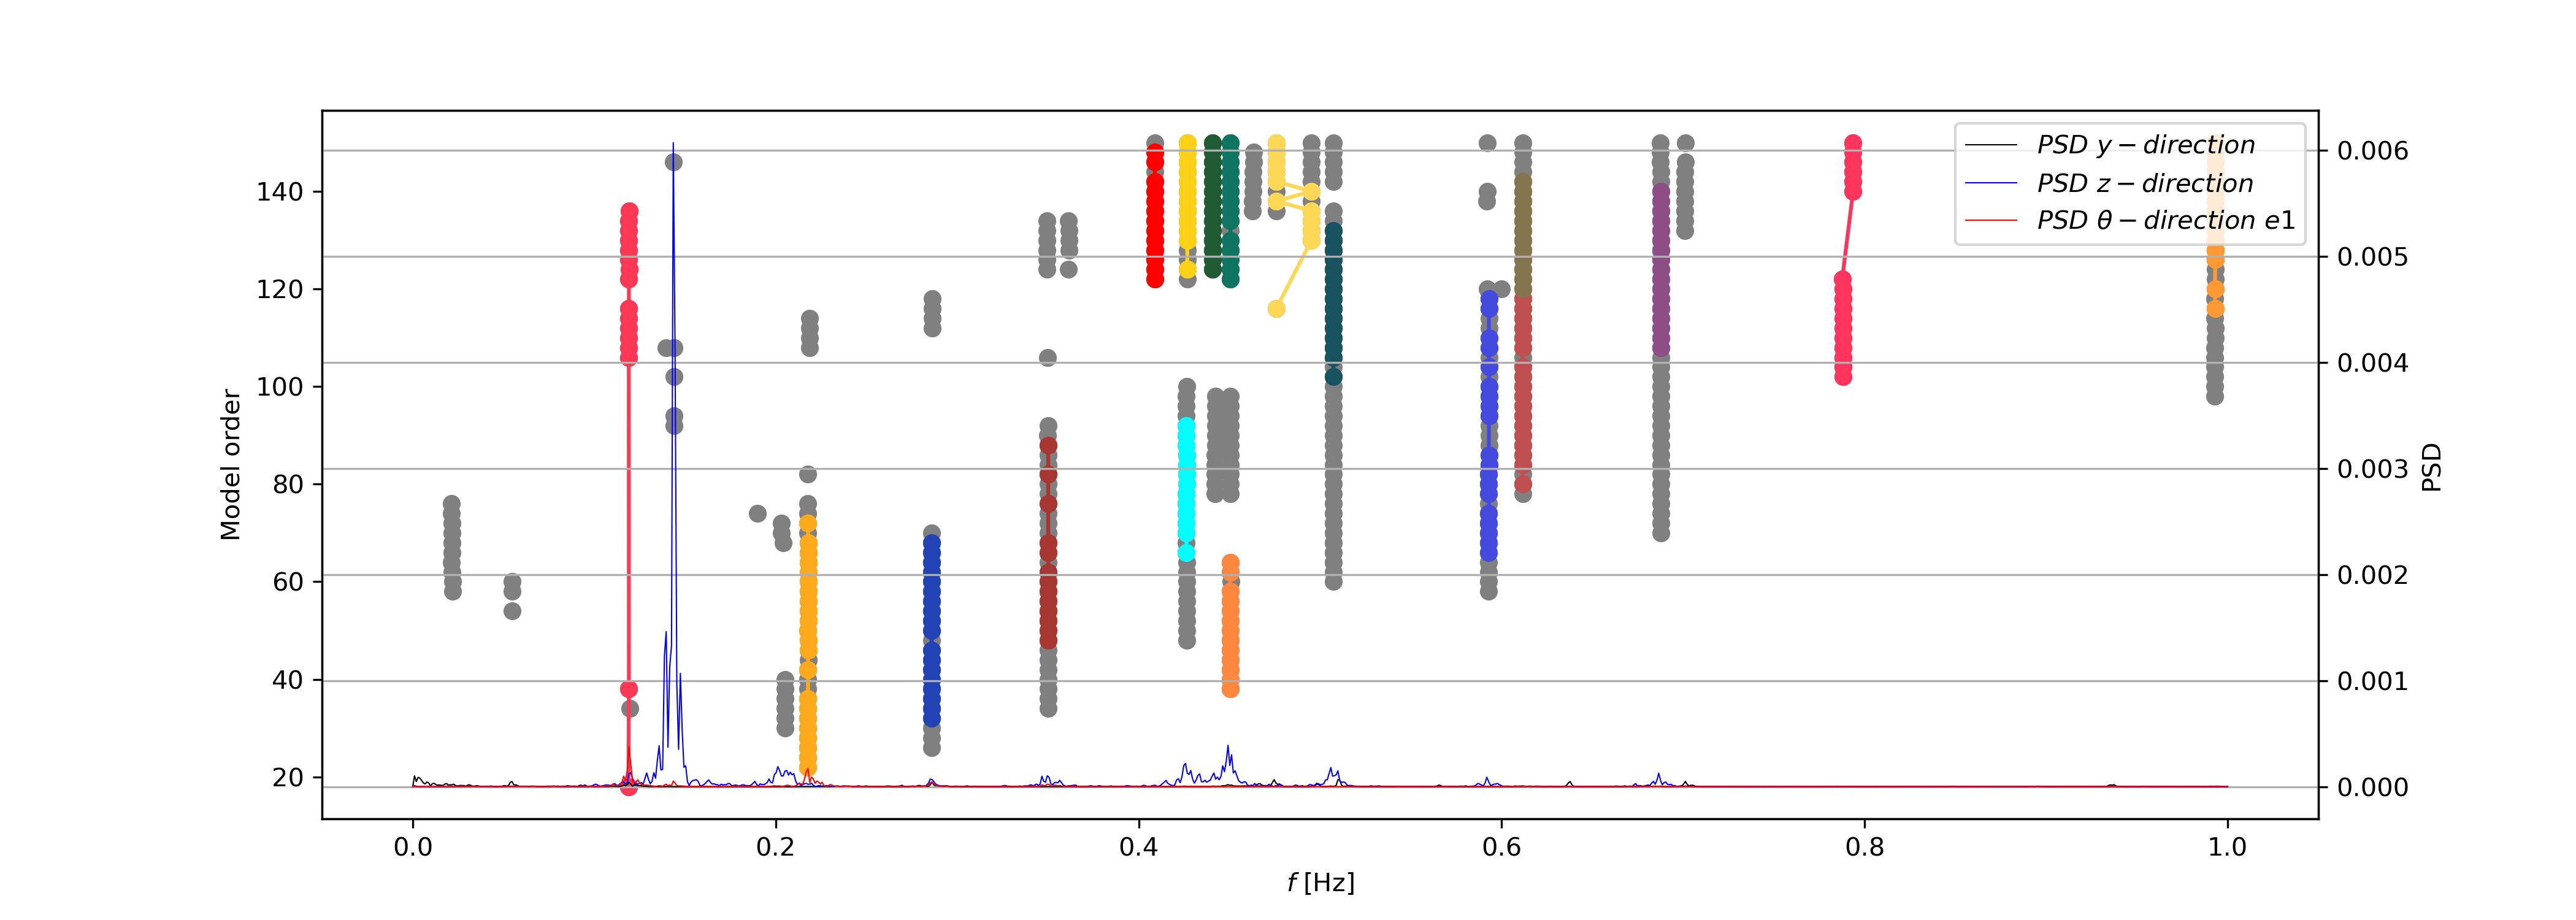 PSD y − direction
PSD z − direction
PSD θ − direction e1
140
120
100
80
60
40
20
Model order
0.006
0.005
0.004
0.003
0.002
0.001
0.000
PSD
0.0 0.2 0.4 0.6 0.8 1.0
f [Hz]